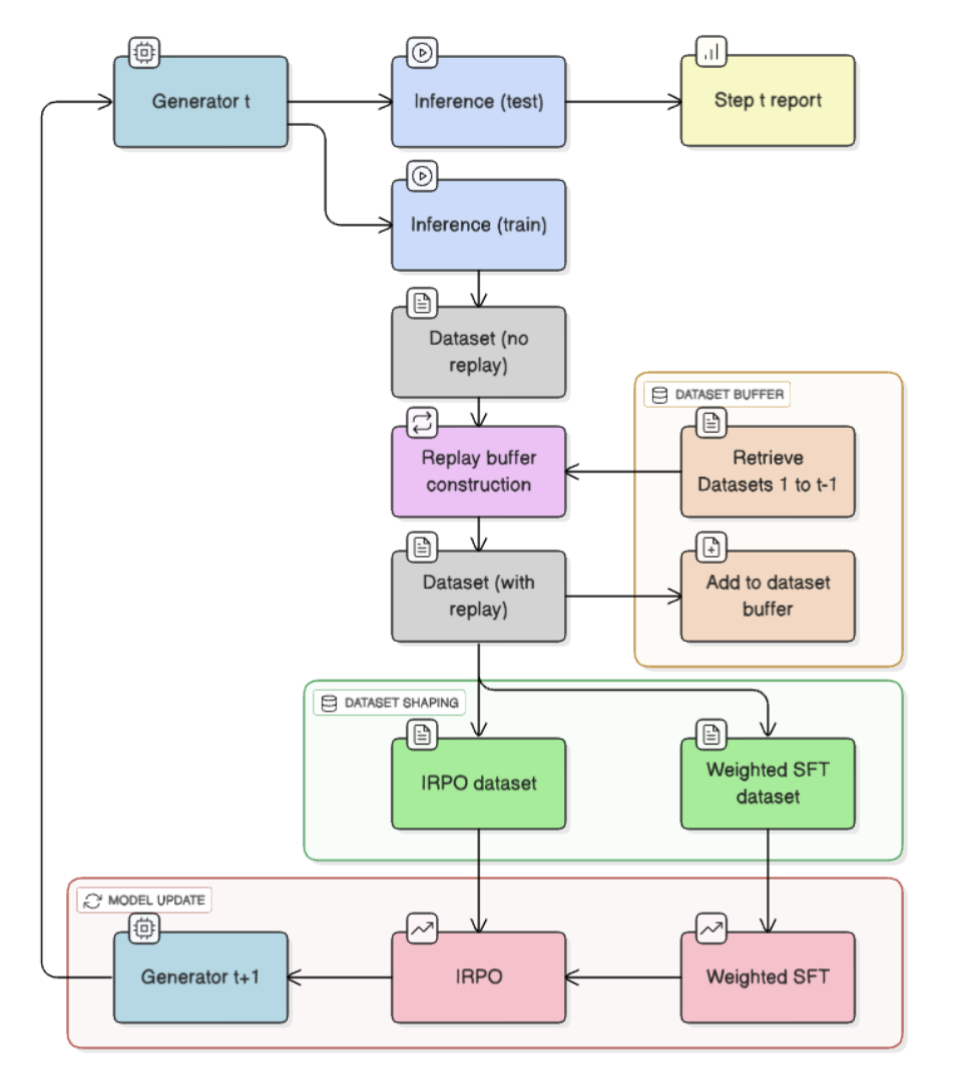 Generator t
Inference (test)
Step t report
Inference (train)
Dataset (no
replay)
DATASET BUFFER
Replay buffer
construction
Retrieve
Datasets 1 to t-1
Dataset (with
replay)
Add to dataset
buffer
DATASET SHAPING
IRPO dataset
Weighted SFT
dataset
MODEL UPDATE
Generator t+1
IRPO
Weighted SFT